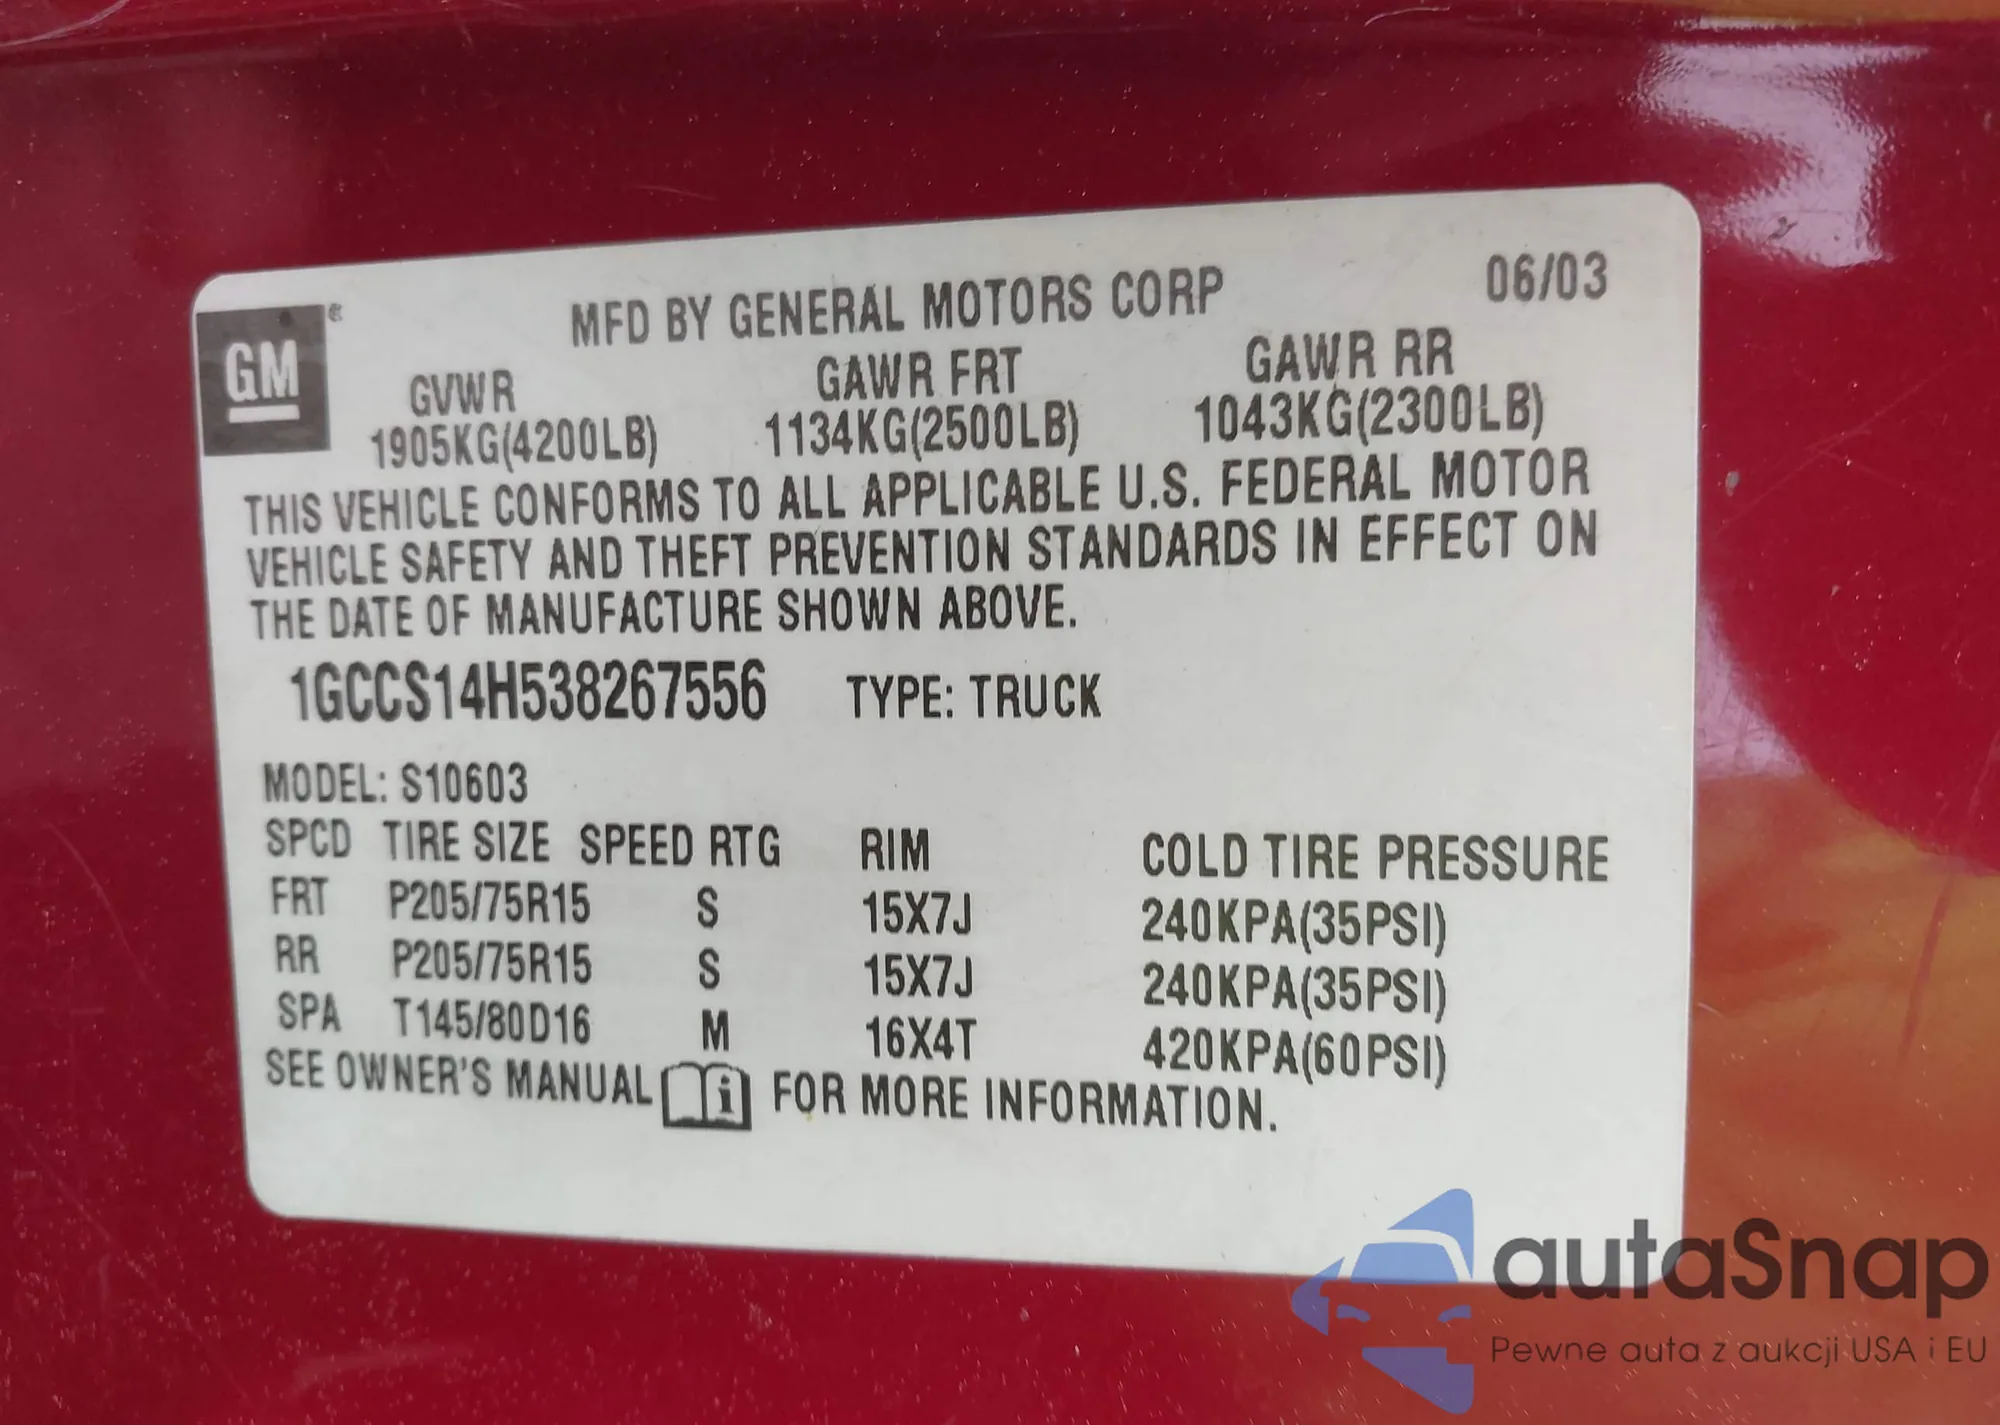 MFD BY GENERAL MOTORS CORP 06/03
GM®
GVWR GAWR FRT GAWR RR
1905KG(4200LB) 1134KG(2500LB) 1043KG(2300LB)
THIS VEHICLE CONFORMS TO ALL APPLICABLE U.S. FEDERAL MOTOR
VEHICLE SAFETY AND THEFT PREVENTION STANDARDS IN EFFECT ON
THE DATE OF MANUFACTURE SHOWN ABOVE.
1GCCS14H538267556 TYPE: TRUCK
MODEL: S10603
SPCD TIRE SIZE SPEED RTG RIM COLD TIRE PRESSURE
FRT P205/75R15 S 15X7J 240KPA(35PSI)
RR P205/75R15 S 15X7J 240KPA(35PSI)
SPA T145/80D16 M 16X4T 420KPA(60PSI)
SEE OWNER'S MANUAL i FOR MORE INFORMATION.
autaSnap
Pewne auta z aukcji USA i EU